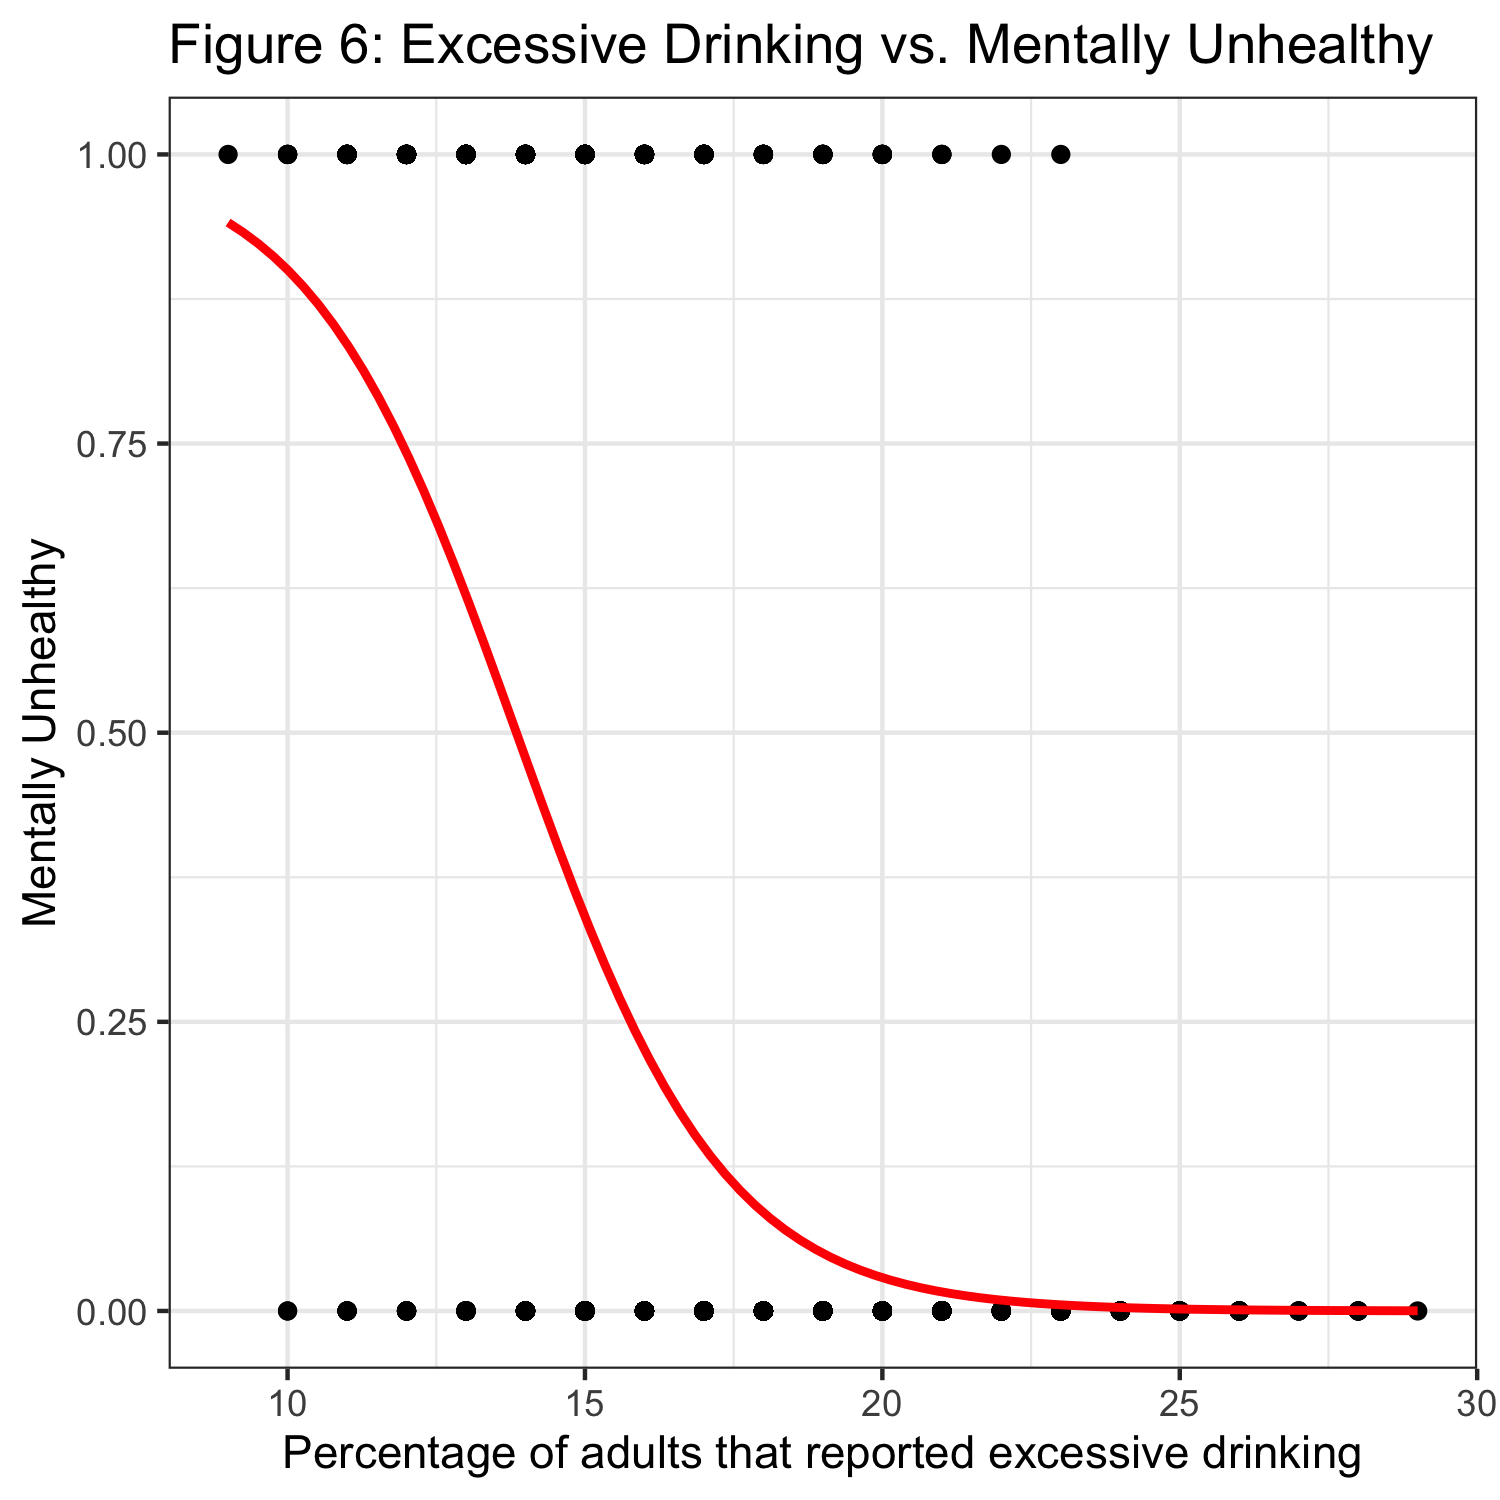 Figure 6: Excessive Drinking vs. Mentally Unhealthy
Mentally Unhealthy
1.00
0.75
0.50
0.25
0.00
10 15 20 25 30
Percentage of adults that reported excessive drinking